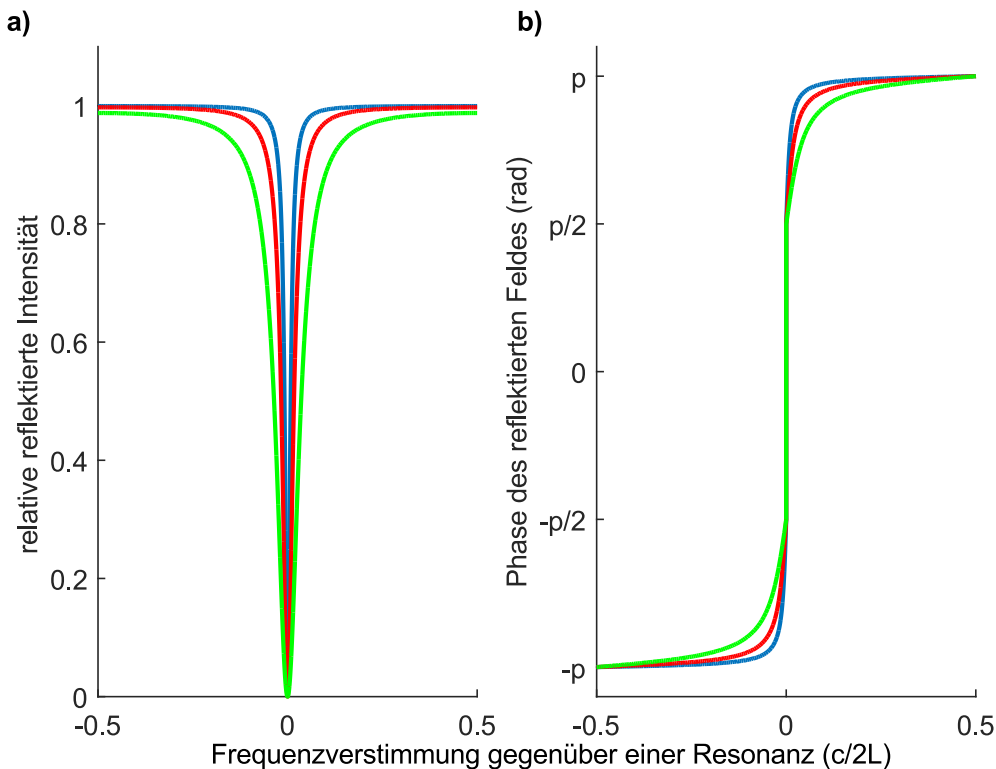 a)
relative reflektierte Intensität
1
0.8
0.6
0.4
0.2
0
-0.5
0
0.5
b)
Phase des reflektierten Feldes (rad)
p
p/2
0
-p/2
-p
-0.5
0
0.5
Frequenzverstimmung gegenüber einer Resonanz (c/2L)